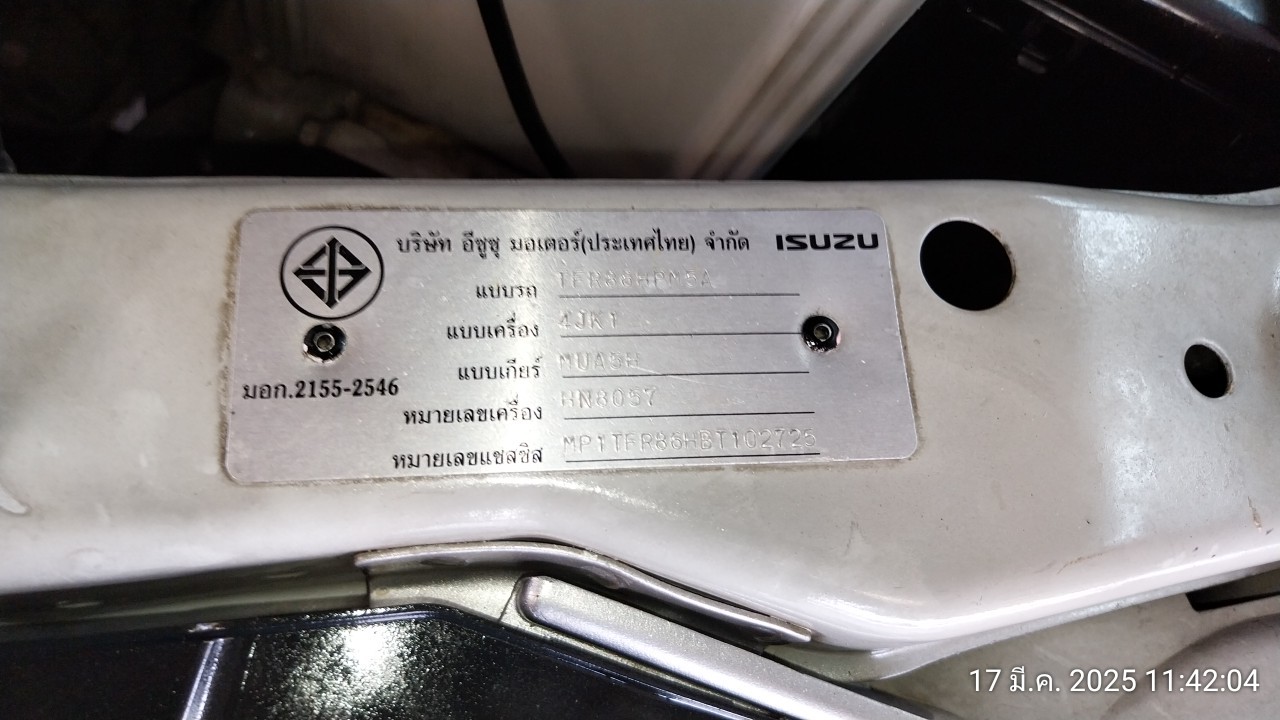 บริษัท อีซูซุ มอเตอร์(ประเทศไทย) จำกัด ISUZU
แบบรถ TFR86HPM5A
แบบเครื่อง 4JK1
แบบเกียร์ MUA5H
มอก.2155-2546
หมายเลขเครื่อง HN8057
หมายเลขแชสซิส MP1TFR86HBT102725
17 มี.ค. 2025 11:42:04